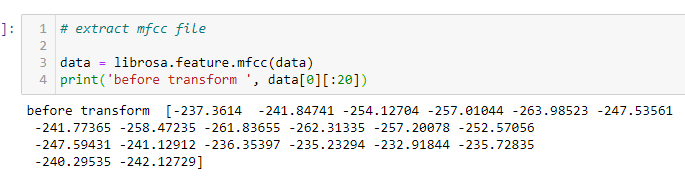 ]:
1 # extract mfcc file
2
3 data = librosa.feature.mfcc(data)
4 print('before transform ', data[0][:20])
before transform  [-237.3614  -241.84741 -254.12704 -257.01044 -263.98523 -247.53561
-241.77365 -258.47235 -261.83655 -262.31335 -257.20078 -252.57056
-247.59431 -241.12912 -236.35397 -235.23294 -232.91844 -235.72835
-240.29535 -242.12729]